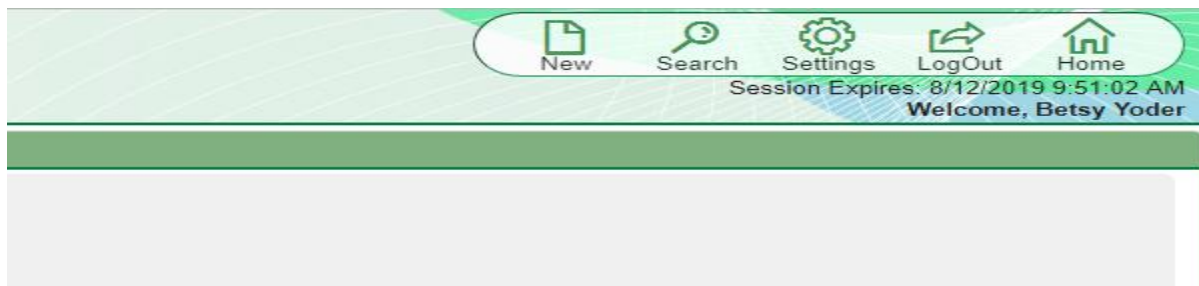 New Search Settings LogOut Home
Session Expires: 8/12/2019 9:51:02 AM
Welcome, Betsy Yoder